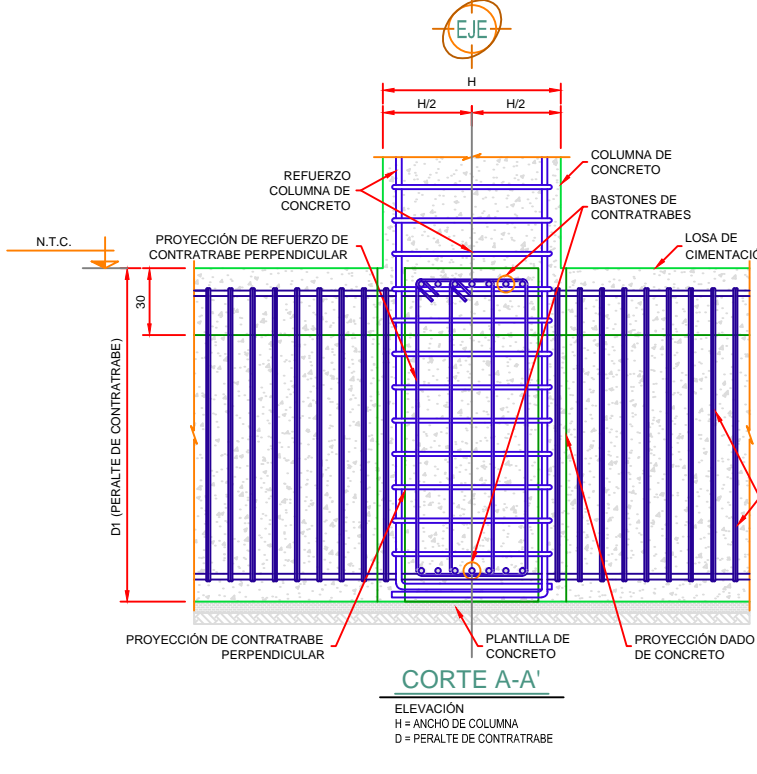 EJE
H
H/2
H/2
COLUMNA DE
CONCRETO
REFUERZO
COLUMNA DE
CONCRETO
BASTONES DE
CONTRATRABES
N.T.C.
PROYECCIÓN DE REFUERZO DE
CONTRATRABE PERPENDICULAR
LOSA DE
CIMENTACIÓ
30
D1 (PERALTE DE CONTRATRABE)
PROYECCIÓN DE CONTRATRABE
PERPENDICULAR
PLANTILLA DE
CONCRETO
PROYECCIÓN DADO
DE CONCRETO
CORTE A-A'
ELEVACIÓN
H = ANCHO DE COLUMNA
D = PERALTE DE CONTRATRABE